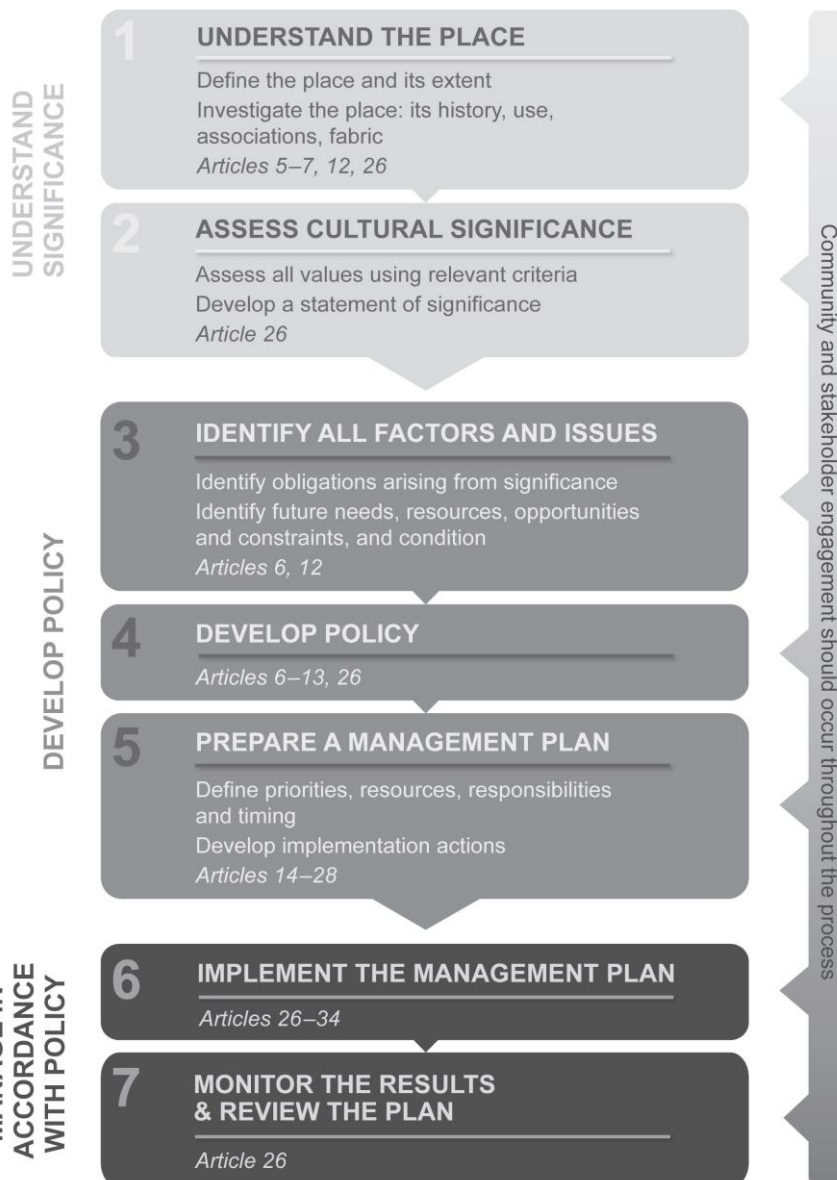 UNDERSTAND
SIGNIFICANCE
1
UNDERSTAND THE PLACE
Define the place and its extent
Investigate the place: its history, use,
associations, fabric
Articles 5–7, 12, 26
2
ASSESS CULTURAL SIGNIFICANCE
Assess all values using relevant criteria
Develop a statement of significance
Article 26
DEVELOP POLICY
3
IDENTIFY ALL FACTORS AND ISSUES
Identify obligations arising from significance
Identify future needs, resources, opportunities
and constraints, and condition
Articles 6, 12
4
DEVELOP POLICY
Articles 6–13, 26
5
PREPARE A MANAGEMENT PLAN
Define priorities, resources, responsibilities
and timing
Develop implementation actions
Articles 14–28
ACCORDANCE
WITH POLICY
6
IMPLEMENT THE MANAGEMENT PLAN
Articles 26–34
7
MONITOR THE RESULTS
& REVIEW THE PLAN
Article 26
Community and stakeholder engagement should occur throughout the process